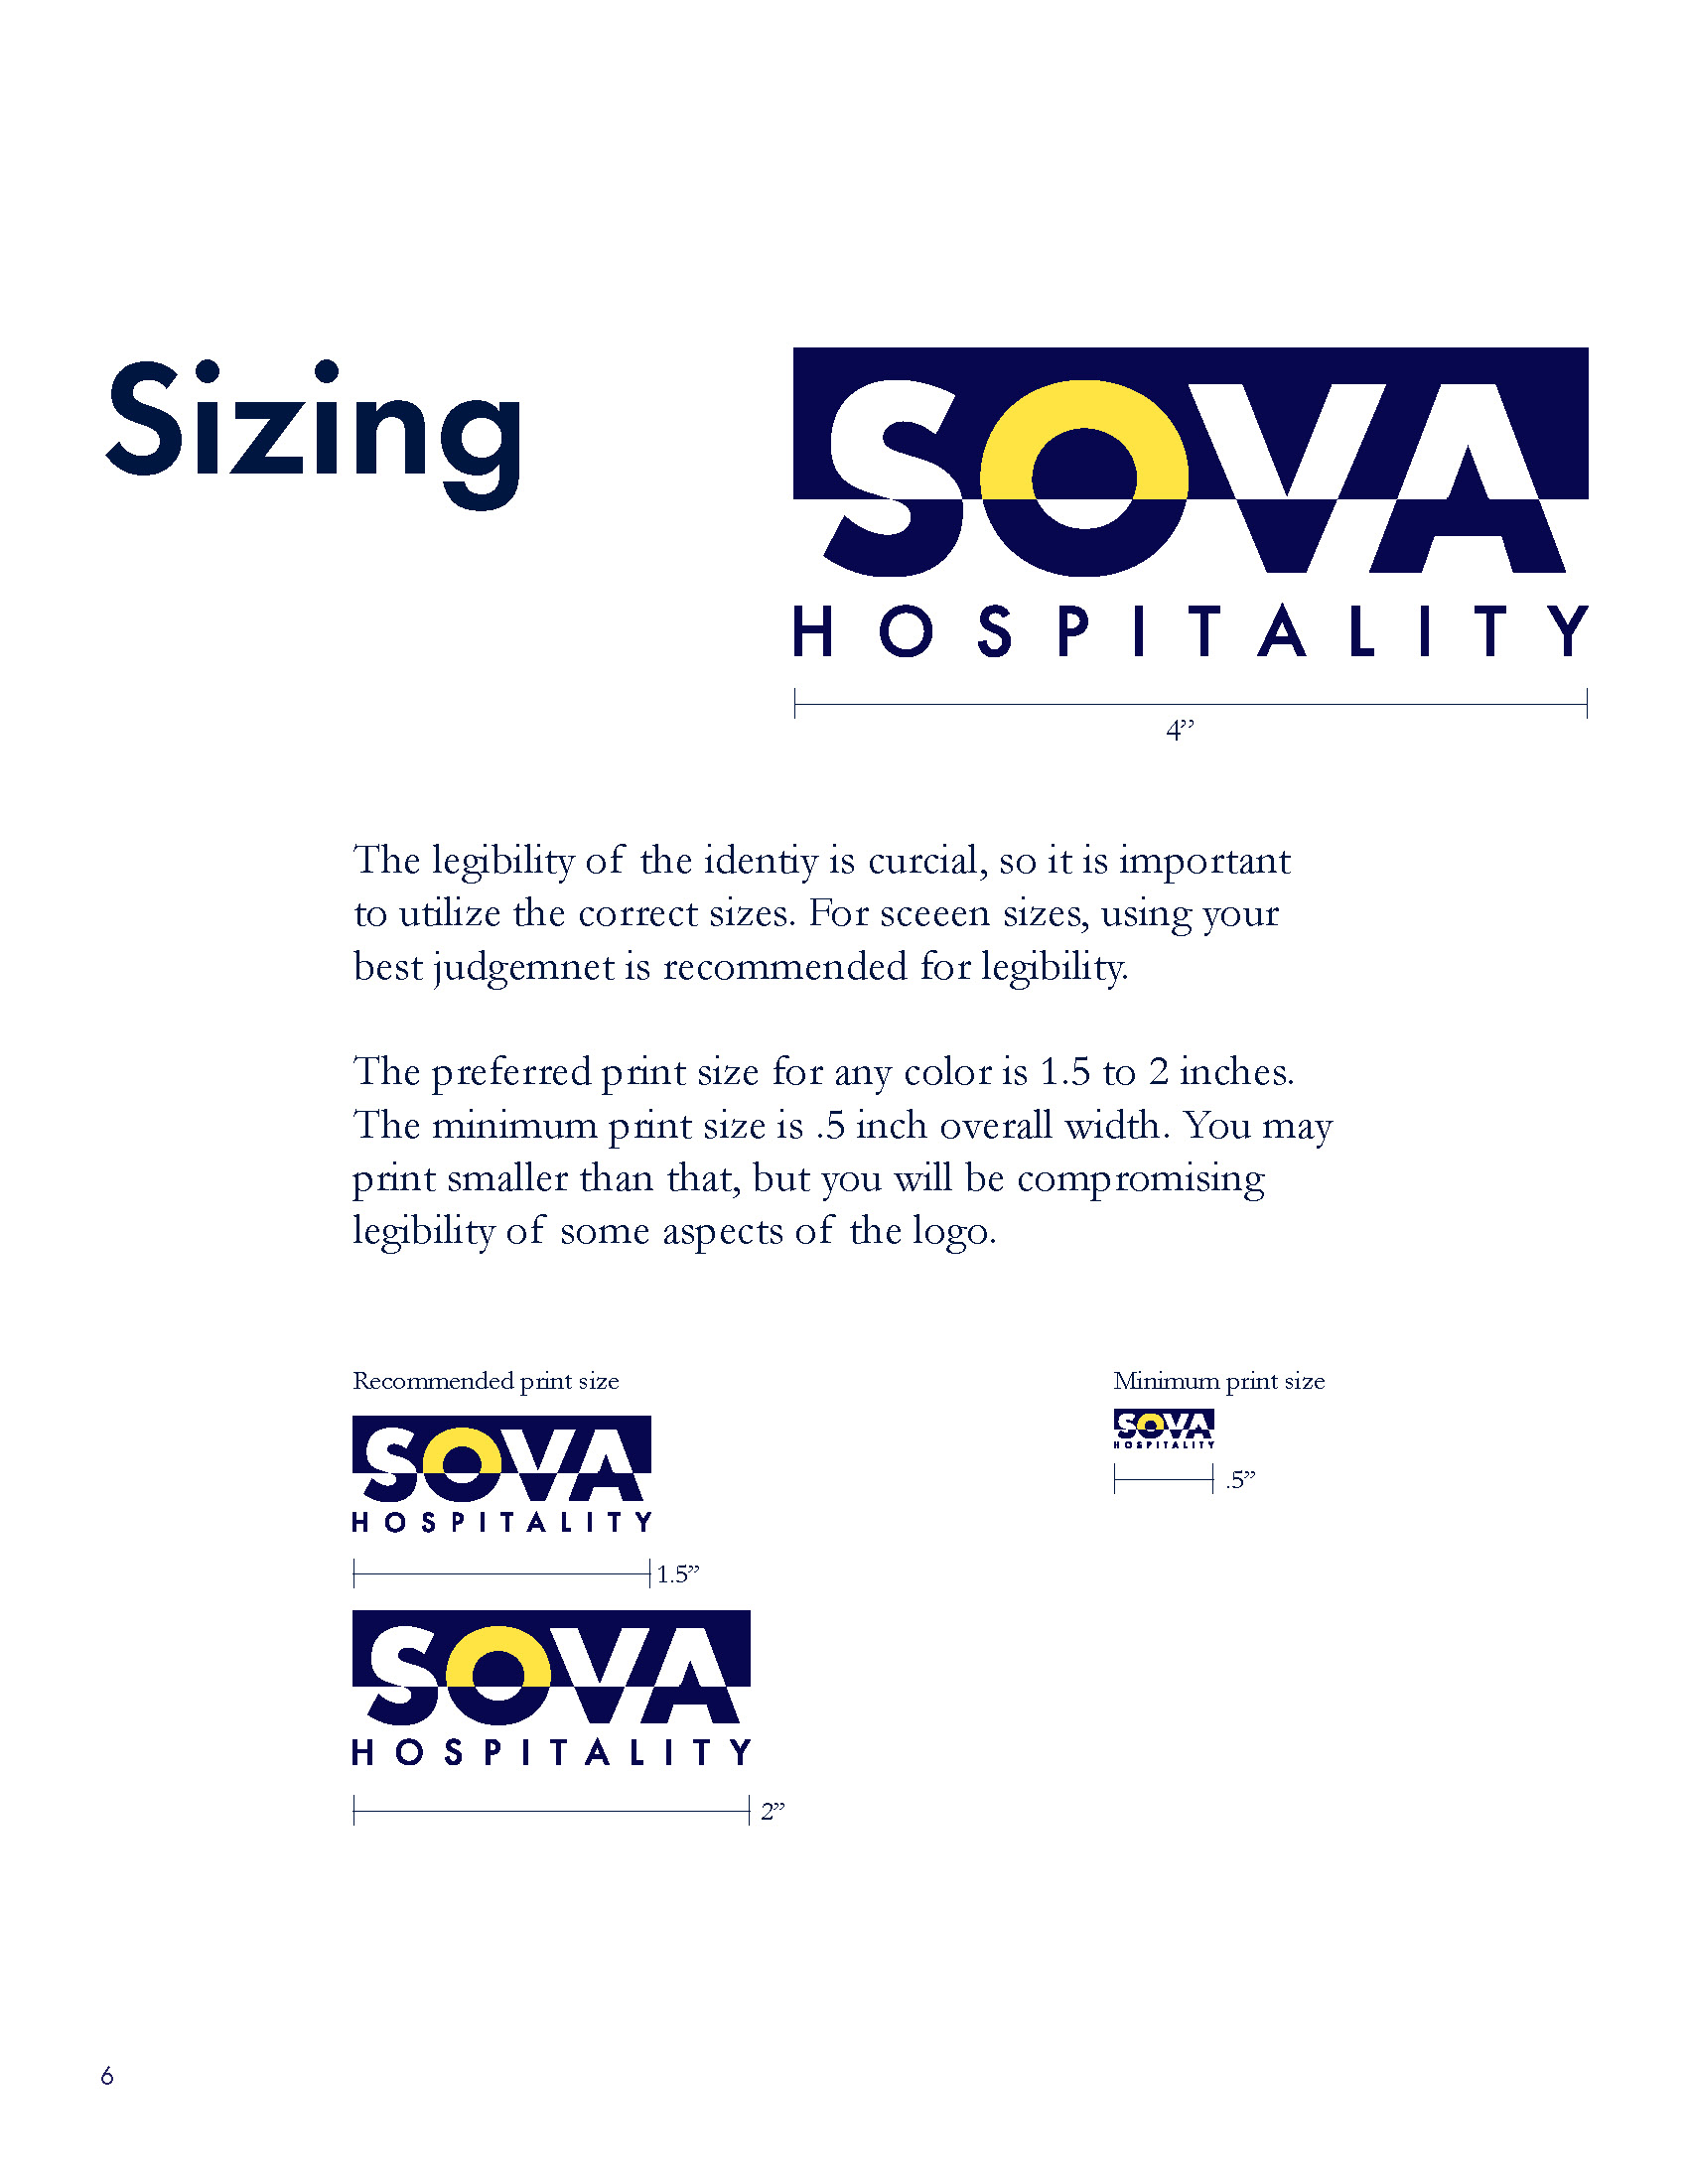 Sizing
SOVA
HOSPITALITY
4”
The legibility of the identiy is curcial, so it is important
to utilize the correct sizes. For sceeen sizes, using your
best judgemnet is recommended for legibility.
The preferred print size for any color is 1.5 to 2 inches.
The minimum print size is .5 inch overall width. You may
print smaller than that, but you will be compromising
legibility of some aspects of the logo.
Recommended print size
SOVA
HOSPITALITY
1.5”
SOVA
HOSPITALITY
2”
Minimum print size
SOVA
HOSPITALITY
.5”
6